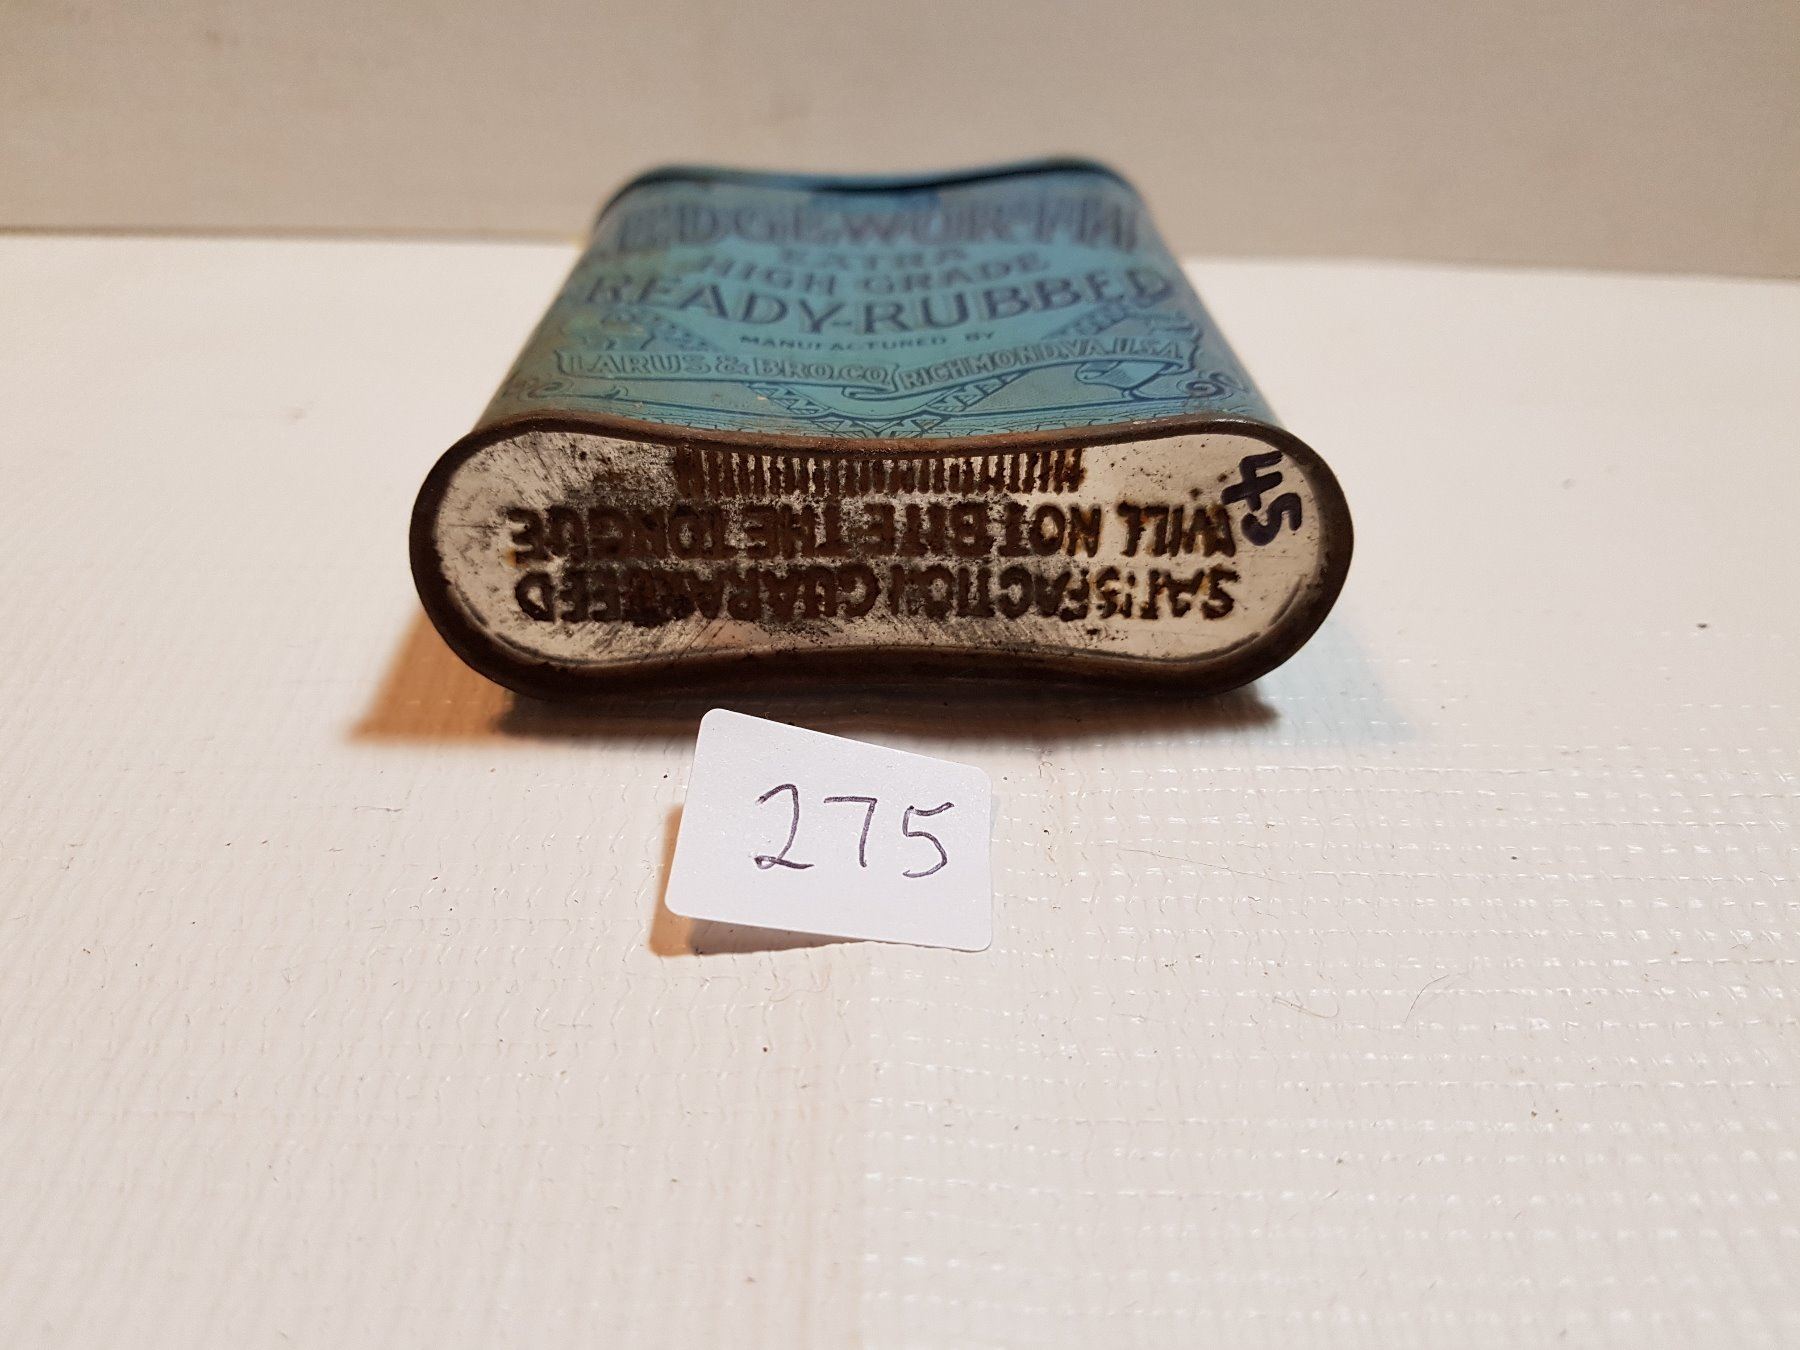 EDGEWORTH
EXTRA
HIGH GRADE
READY-RUBBED
MANUFACTURED BY
LARUS & BRO. CO. RICHMOND, VA. U.S.A.
SATISFACTION GUARANTEED
WILL NOT BITE THE TONGUE
45
275